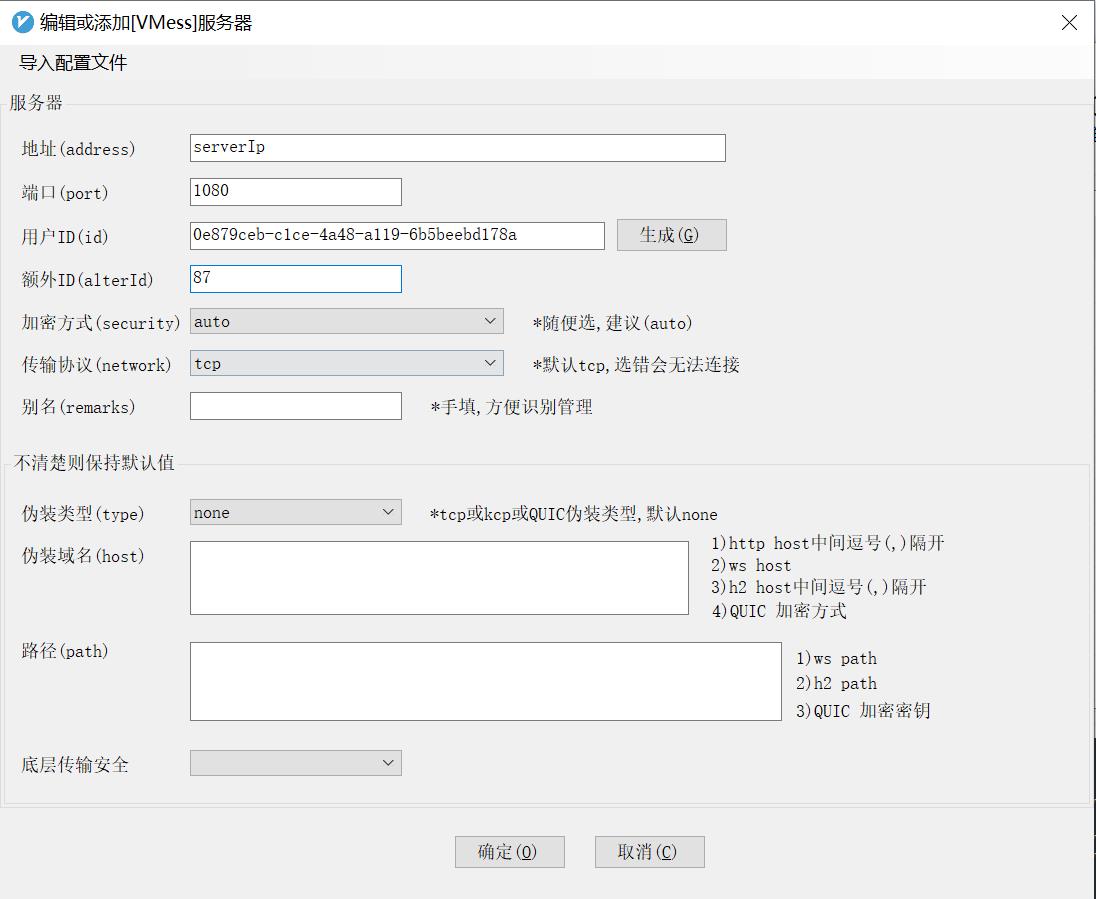 编辑或添加[VMess]服务器
导入配置文件
服务器
地址(address) serverIp
端口(port) 1080
用户ID(id) 0e879ceb-c1ce-4a48-a119-6b5beebd178a 生成(G)
额外ID(alterId) 87
加密方式(security) auto *随便选,建议(auto)
传输协议(network) tcp *默认tcp,选错会无法连接
别名(remarks) *手填,方便识别管理
不清楚则保持默认值
伪装类型(type) none *tcp或kcp或QUIC伪装类型,默认none
伪装域名(host)
1)http host中间逗号(,)隔开
2)ws host
3)h2 host中间逗号(,)隔开
4)QUIC 加密方式
路径(path)
1)ws path
2)h2 path
3)QUIC 加密密钥
底层传输安全
确定(O) 取消(C)